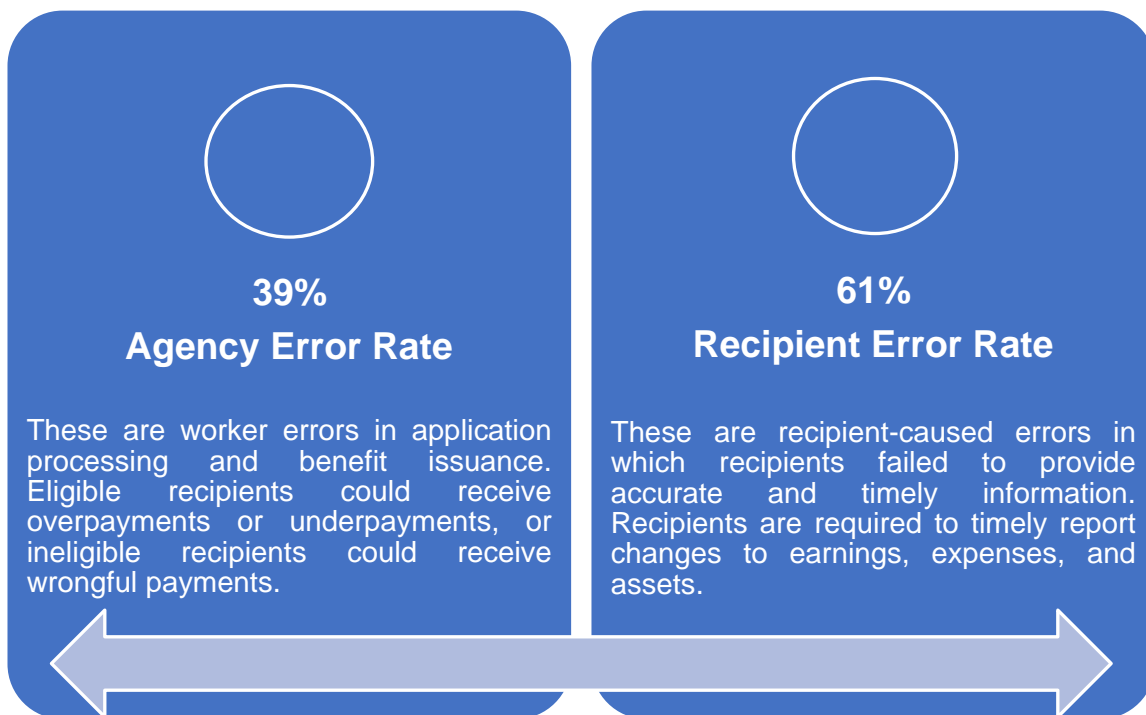 39%
Agency Error Rate
These are worker errors in application
processing and benefit issuance.
Eligible recipients could receive
overpayments or underpayments, or
ineligible recipients could receive
wrongful payments.
61%
Recipient Error Rate
These are recipient-caused errors in
which recipients failed to provide
accurate and timely information.
Recipients are required to timely report
changes to earnings, expenses, and
assets.